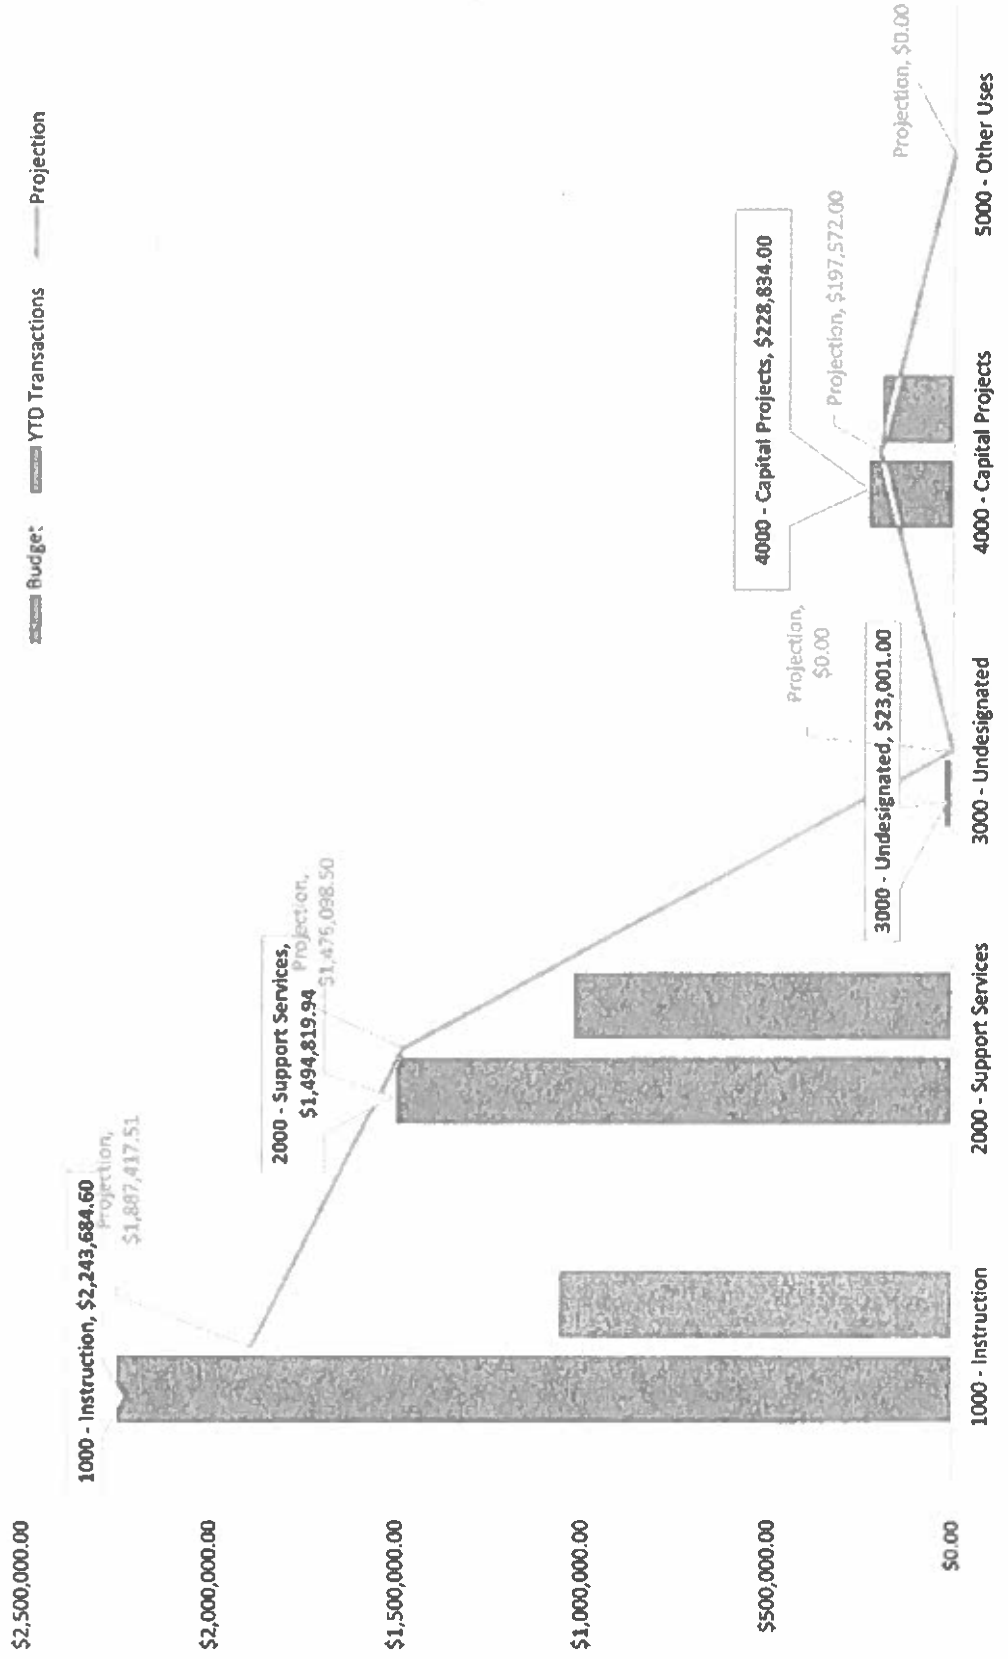 Budget
YTD Transactions
Projection
$2,500,000.00
$2,000,000.00
$1,500,000.00
$1,000,000.00
$500,000.00
$0.00
1000 - Instruction, $2,243,684.60
Projection,
$1,887,417.51
2000 - Support Services,
$1,494,819.94
Projection,
$1,476,098.50
3000 - Undesignated, $23,001.00
Projection,
$0.00
4000 - Capital Projects, $228,834.00
Projection, $197,572.00
Projection, $0.00
1000 - Instruction
2000 - Support Services
3000 - Undesignated
4000 - Capital Projects
5000 - Other Uses